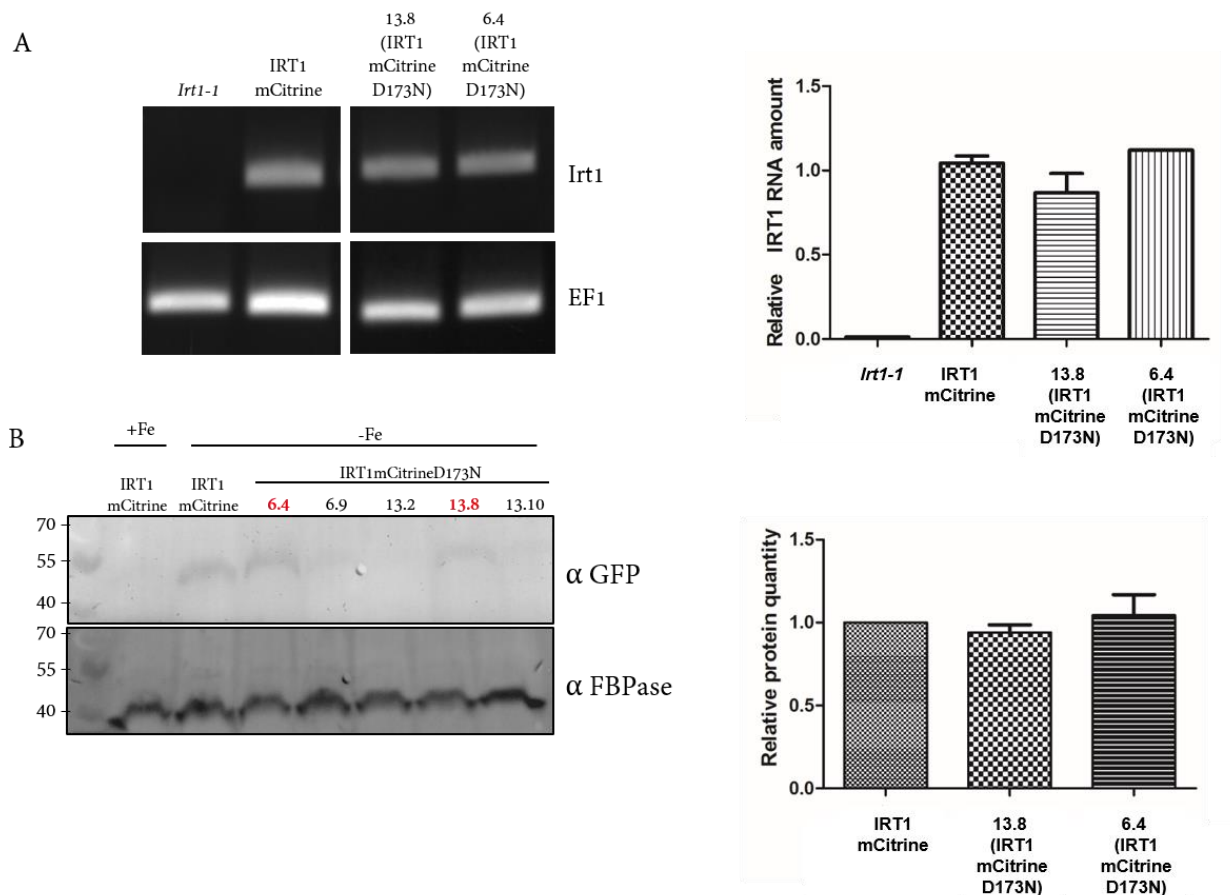 A
Irt1-1
IRT1
mCitrine
13.8
(IRT1
mCitrine
D173N)
6.4
(IRT1
mCitrine
D173N)
Irt1
EF1
Relative IRT1 RNA amount
1.5
1.0
0.5
0.0
Irt1-1
IRT1
mCitrine
13.8
(IRT1
mCitrine
D173N)
6.4
(IRT1
mCitrine
D173N)
B
+Fe
-Fe
IRT1
mCitrine
IRT1
mCitrine
IRT1mCitrineD173N
6.4 6.9 13.2 13.8 13.10
70
55
40
α GFP
70
55
40
α FBPase
Relative protein quantity
1.5
1.0
0.5
0.0
IRT1
mCitrine
13.8
(IRT1
mCitrine
D173N)
6.4
(IRT1
mCitrine
D173N)